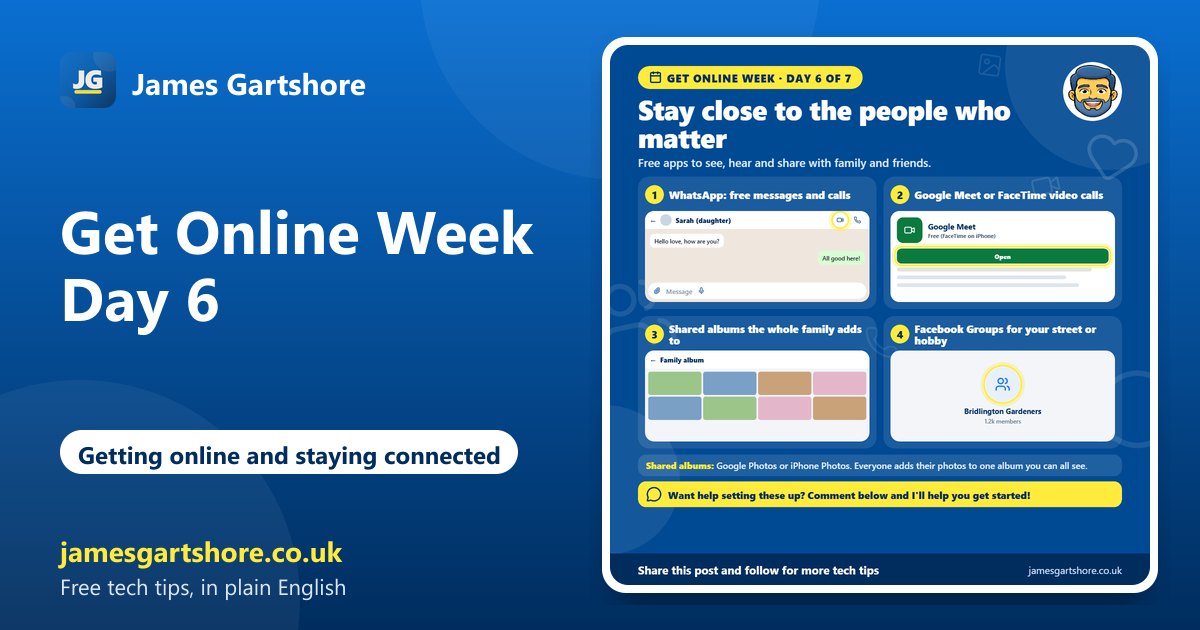 JG
James Gartshore
Get Online Week
Day 6
Getting online and staying connected
jamesgartshore.co.uk
Free tech tips, in plain English
GET ONLINE WEEK · DAY 6 OF 7
Stay close to the people who
matter
Free apps to see, hear and share with family and friends.
1 WhatsApp: free messages and calls
← Sarah (daughter)
Hello love, how are you?
All good here!
Message
2 Google Meet or FaceTime video calls
Google Meet
Free (FaceTime on iPhone)
Open
3 Shared albums the whole family adds
to
← Family album
4 Facebook Groups for your street or
hobby
Bridlington Gardeners
1.2k members
Shared albums: Google Photos or iPhone Photos. Everyone adds their photos to one album you can all see.
Want help setting these up? Comment below and I'll help you get started!
Share this post and follow for more tech tips
jamesgartshore.co.uk